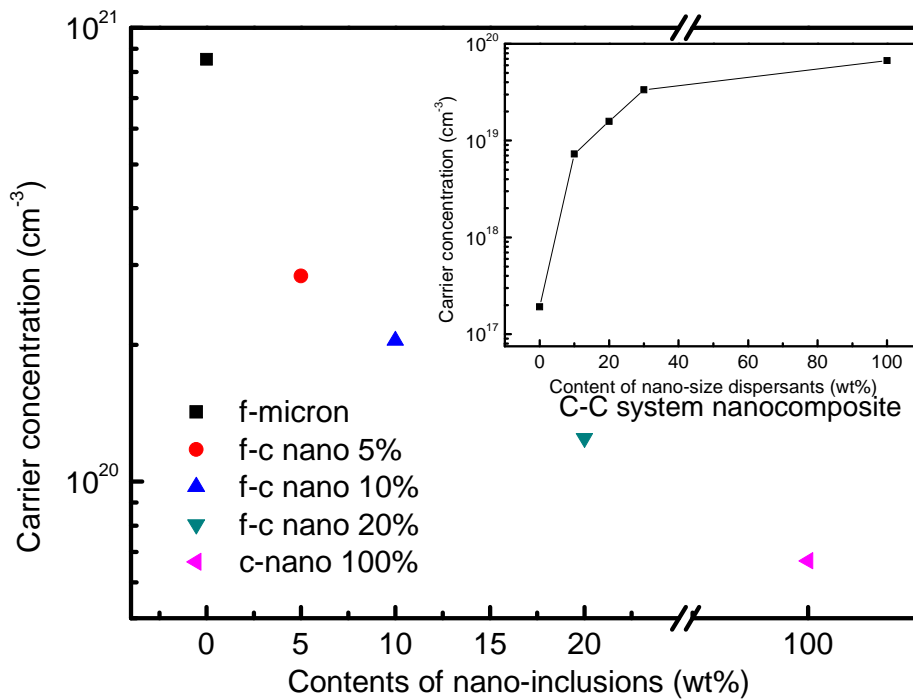 10^21
10^20
Carrier concentration (cm^-3)
0 5 10 15 20 100
Contents of nano-inclusions (wt%)
f-micron
f-c nano 5%
f-c nano 10%
f-c nano 20%
c-nano 100%
10^20
10^19
10^18
10^17
Carrier concentration (cm^-3)
0 20 40 60 80 100
Content of nano-size dispersants (wt%)
C-C system nanocomposite